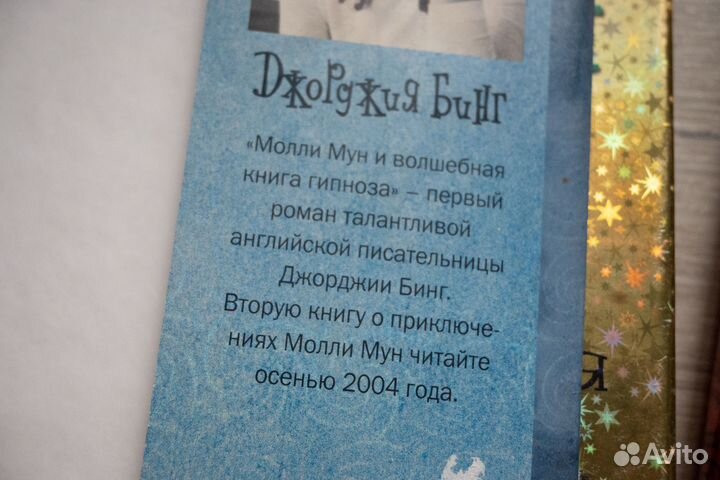 Джорджия Бинг
«Молли Мун и волшебная
книга гипноза» – первый
роман талантливой
английской писательницы
Джорджии Бинг.
Вторую книгу о приключе-
ниях Молли Мун читайте
осенью 2004 года.
Я
Avito